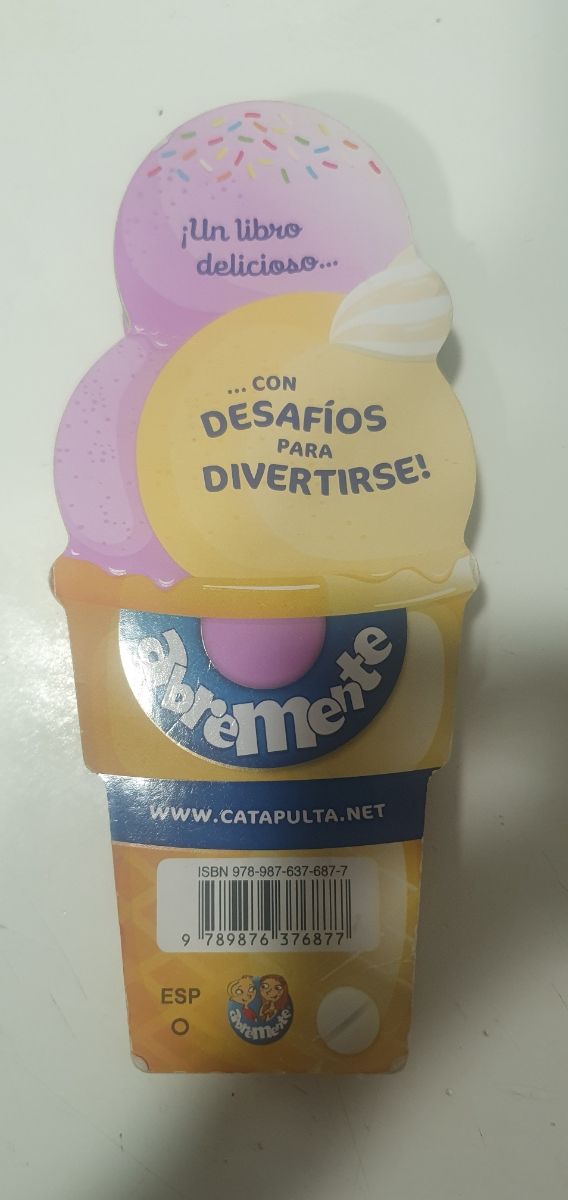 ¡Un libro
delicioso...
... CON
DESAFÍOS
PARA
DIVERTIRSE!
abremente
WWW.CATAPULTA.NET
ISBN 978-987-637-687-7
9 789876 376877
ESP
O
abremente